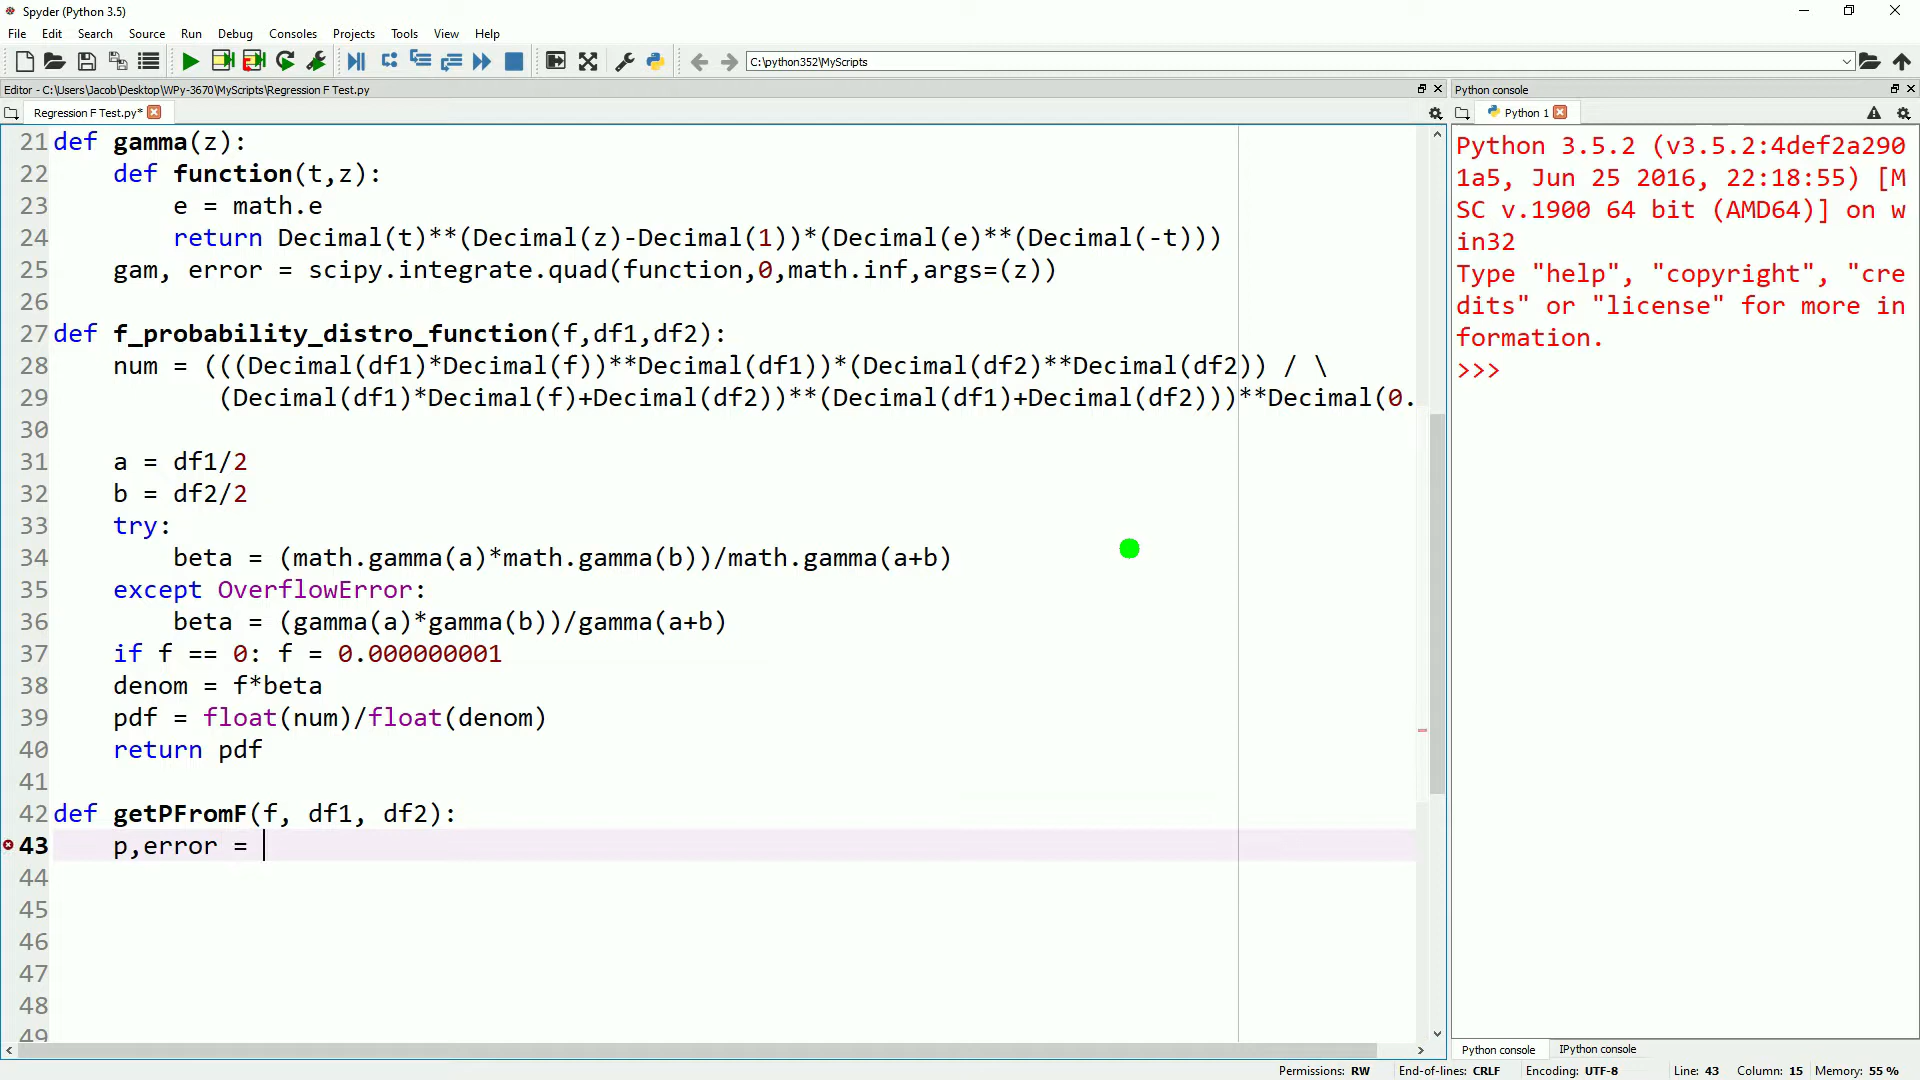 Spyder (Python 3.5)
File Edit Search Source Run Debug Consoles Projects Tools View Help
C:\python352\MyScripts
Editor - C:\Users\Jacob\Desktop\WPy-3670\MyScripts\Regression F Test.py
Regression F Test.py*
21 def gamma(z):
22 def function(t,z):
23 e = math.e
24 return Decimal(t)**(Decimal(z)-Decimal(1))*(Decimal(e)**(Decimal(-t)))
25 gam, error = scipy.integrate.quad(function,0,math.inf,args=(z))
26
27 def f_probability_distro_function(f,df1,df2):
28 num = (((Decimal(df1)*Decimal(f))**Decimal(df1))*(Decimal(df2)**Decimal(df2)) / \
29 (Decimal(df1)*Decimal(f)+Decimal(df2))**(Decimal(df1)+Decimal(df2)))**Decimal(0.
30
31 a = df1/2
32 b = df2/2
33 try:
34 beta = (math.gamma(a)*math.gamma(b))/math.gamma(a+b)
35 except OverflowError:
36 beta = (gamma(a)*gamma(b))/gamma(a+b)
37 if f == 0: f = 0.000000001
38 denom = f*beta
39 pdf = float(num)/float(denom)
40 return pdf
41
42 def getPFromF(f, df1, df2):
43 p,error =
44
45
46
47
48
49
Python console
Python 1
Python 3.5.2 (v3.5.2:4def2a290
1a5, Jun 25 2016, 22:18:55) [M
SC v.1900 64 bit (AMD64)] on w
in32
Type "help", "copyright", "cre
dits" or "license" for more in
formation.
>>>
Python console IPython console
Permissions: RW End-of-lines: CRLF Encoding: UTF-8 Line: 43 Column: 15 Memory: 55 %